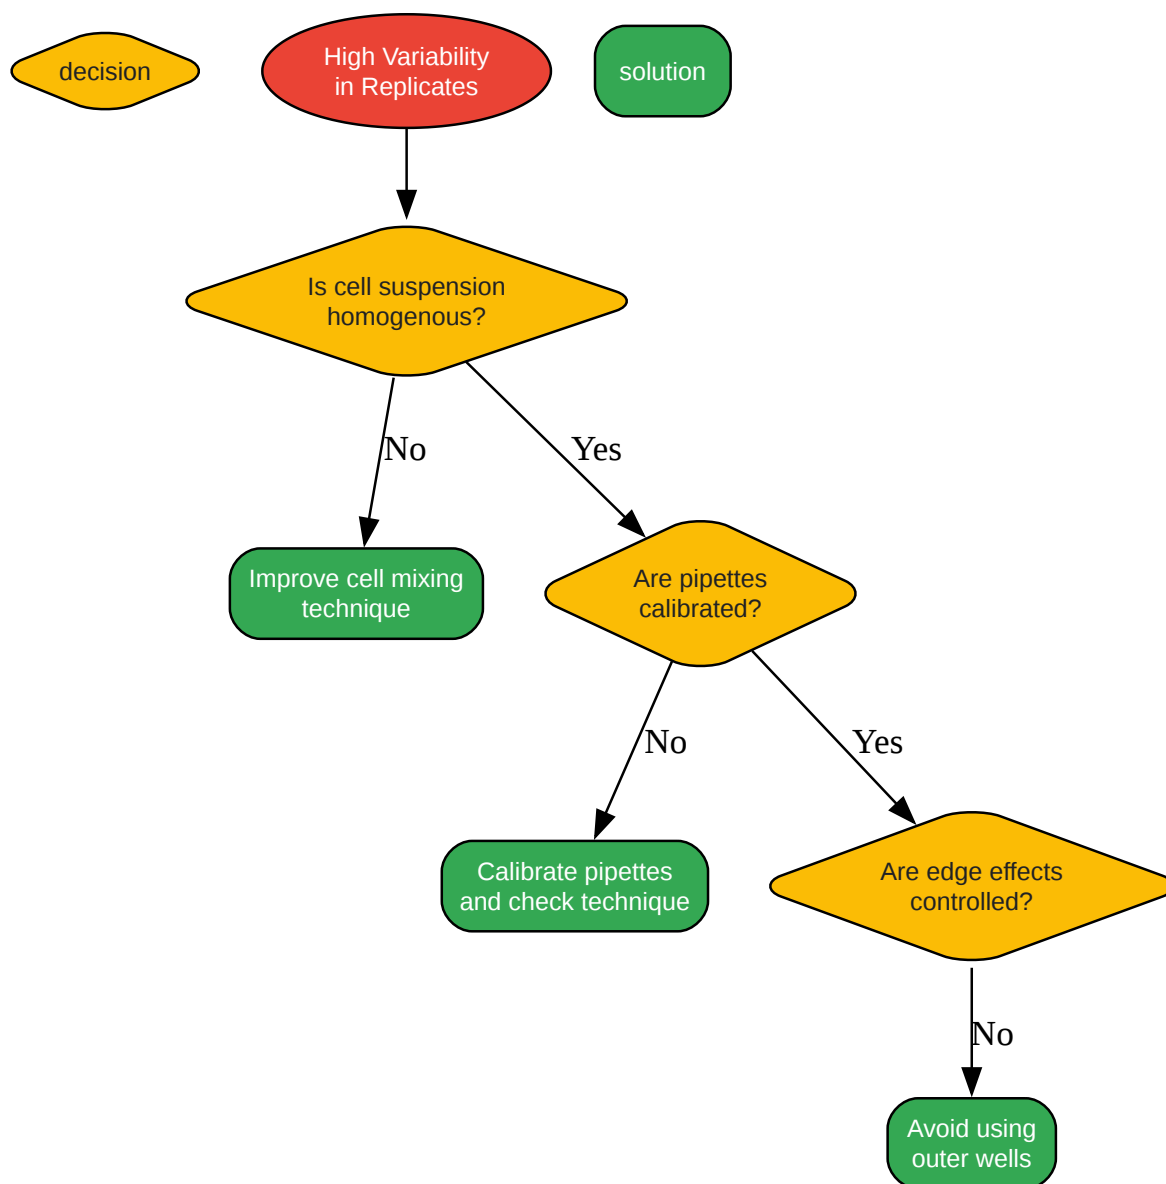 decision
High Variability
in Replicates
solution
Is cell suspension
homogenous?
No
Yes
Improve cell mixing
technique
Are pipettes
calibrated?
No
Yes
Calibrate pipettes
and check technique
Are edge effects
controlled?
No
Avoid using
outer wells